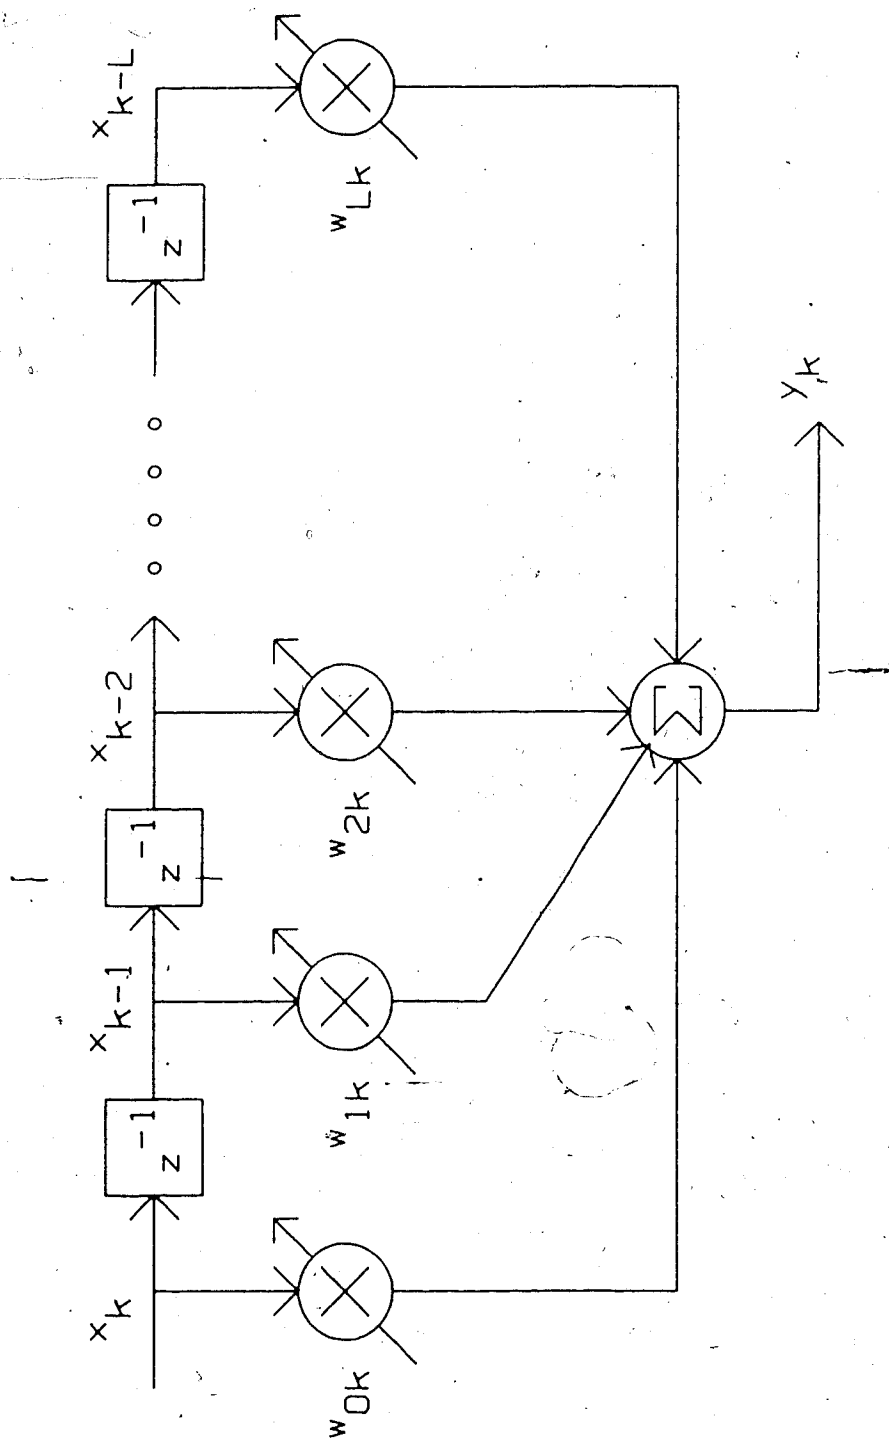 x_k
z^-1
x_{k-1}
z^-1
x_{k-2}
z^-1
x_{k-L}
w_{0k}
w_{1k}
w_{2k}
w_{Lk}
Σ
y_k